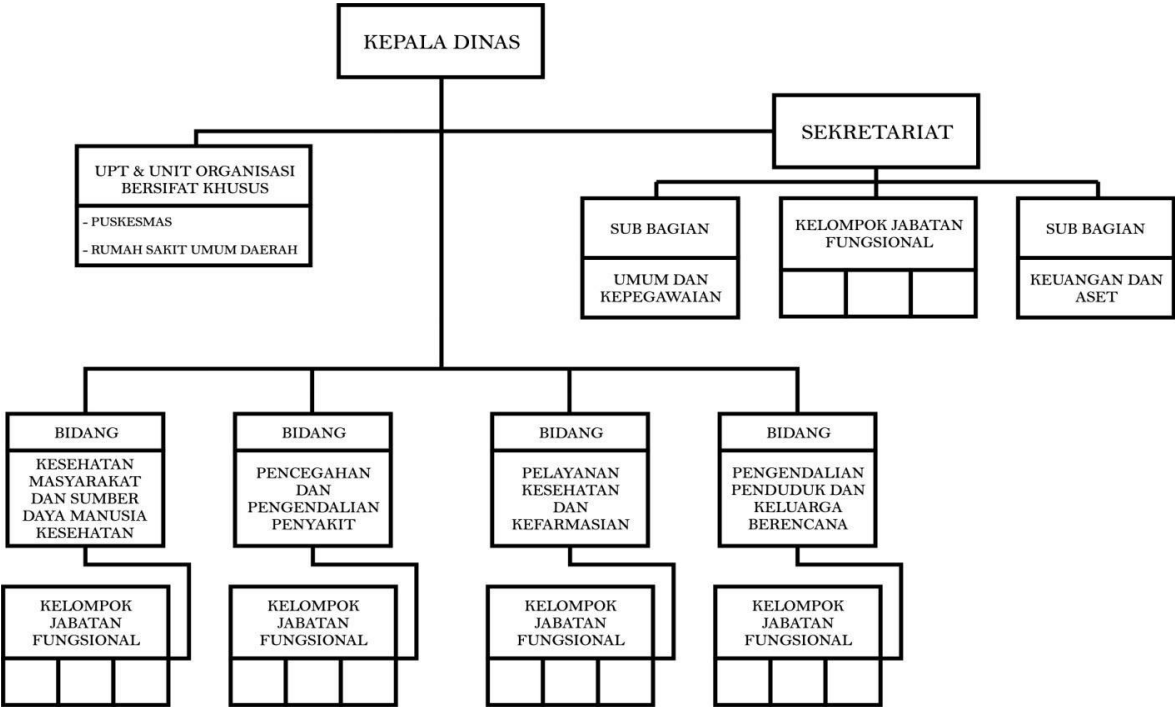 KEPALA DINAS
SEKRETARIAT
UPT & UNIT ORGANISASI
BERSIFAT KHUSUS
- PUSKESMAS
- RUMAH SAKIT UMUM DAERAH
SUB BAGIAN
UMUM DAN
KEPEGAWAIAN
KELOMPOK JABATAN
FUNGSIONAL
SUB BAGIAN
KEUANGAN DAN
ASET
BIDANG
KESEHATAN
MASYARAKAT
DAN SUMBER
DAYA MANUSIA
KESEHATAN
BIDANG
PENCEGAHAN
DAN
PENGENDALIAN
PENYAKIT
BIDANG
PELAYANAN
KESEHATAN
DAN
KEFARMASIAN
BIDANG
PENGENDALIAN
PENDUDUK DAN
KELUARGA
BERENCANA
KELOMPOK
JABATAN
FUNGSIONAL
KELOMPOK
JABATAN
FUNGSIONAL
KELOMPOK
JABATAN
FUNGSIONAL
KELOMPOK
JABATAN
FUNGSIONAL